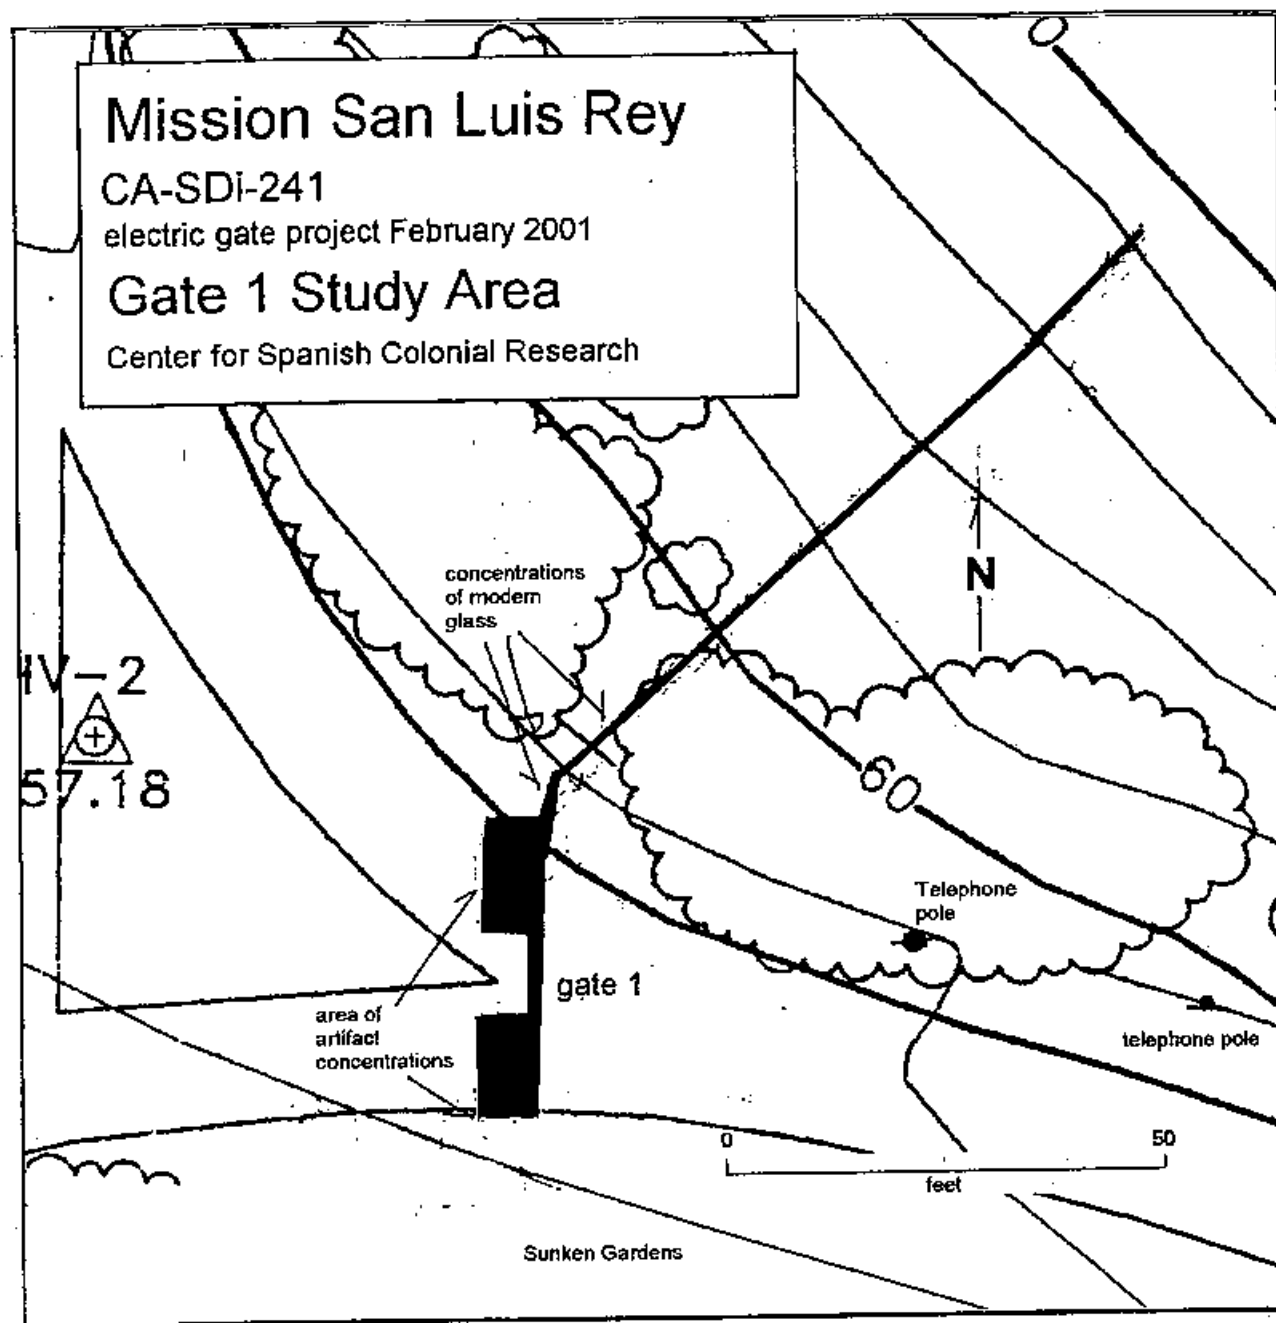 Mission San Luis Rey
CA-SDi-241
electric gate project February 2001
Gate 1 Study Area
Center for Spanish Colonial Research
0
concentrations
of modern
glass
N
IV-2
57.18
60
Telephone
pole
gate 1
area of
artifact
concentrations
telephone pole
0 50
feet
Sunken Gardens